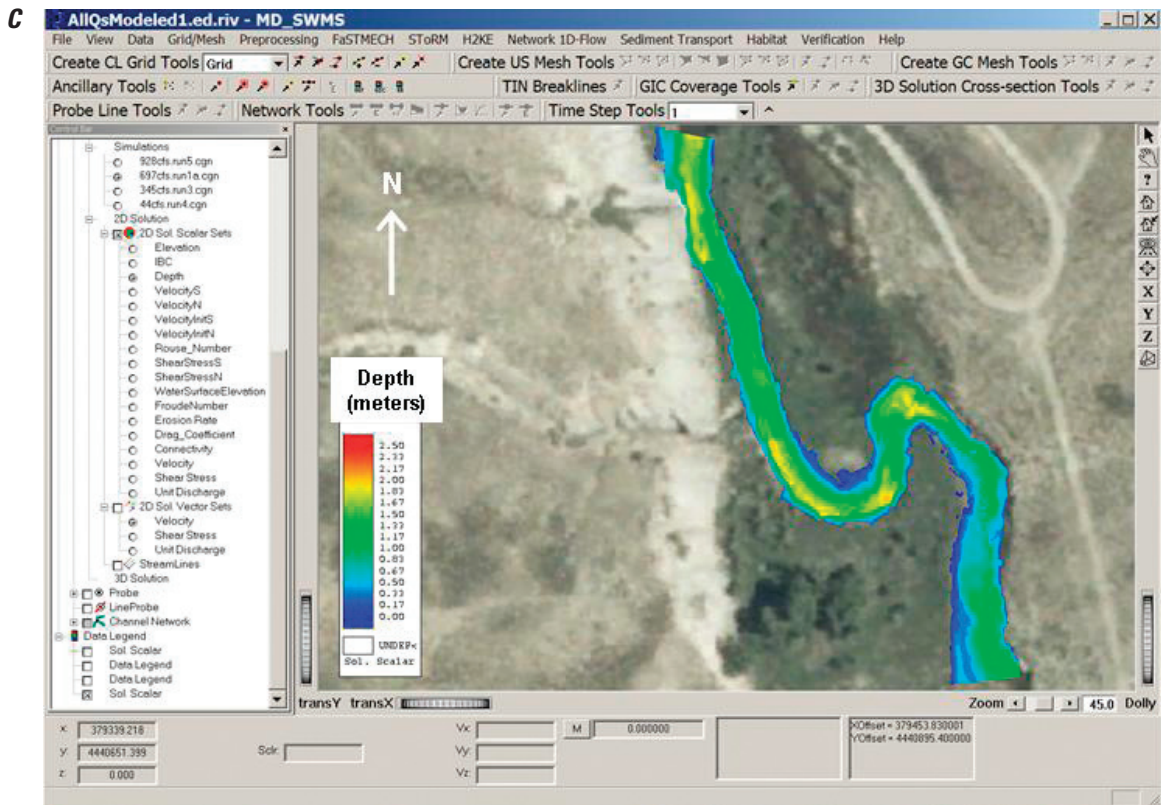 C
AllQsModeled1.ed.riv - MD_SWMS
File View Data Grid/Mesh Preprocessing FaSTMECH SToRM H2KE Network 1D-Flow Sediment Transport Habitat Verification Help
Create CL Grid Tools Grid Create US Mesh Tools Create GC Mesh Tools
Ancillary Tools TIN Breaklines GIC Coverage Tools 3D Solution Cross-section Tools
Probe Line Tools Network Tools Time Step Tools 1
Control Bar
Simulations
928cfs.run5.cgn
697cfs.run1a.cgn
345cfs.run3.cgn
44cfs.run4.cgn
2D Solution
2D Sol. Scalar Sets
Elevation
IBC
Depth
VelocityS
VelocityN
VelocityInitS
VelocityInitN
Rouse_Number
ShearStressS
ShearStressN
WaterSurfaceElevation
FroudeNumber
Erosion Rate
Drag_Coefficient
Connectivity
Velocity
Shear Stress
Unit Discharge
2D Sol. Vector Sets
Velocity
Shear Stress
Unit Discharge
StreamLines
3D Solution
Probe
LineProbe
Channel Network
Data Legend
Sol. Scalar
Data Legend
Data Legend
Sol. Scalar
N
Depth
(meters)
2.50
2.33
2.17
2.00
1.83
1.67
1.50
1.33
1.17
1.00
0.83
0.67
0.50
0.33
0.17
0.00
UNDEF<
Sol. Scalar
?
X
Y
Z
transY transX
Zoom 45.0 Dolly
x: 379339.218
y: 4440651.399
z: 0.000
Sclr:
Vx:
Vy:
Vz:
M 0.000000
XOffset = 379453.830001
YOffset = 4440895.400000